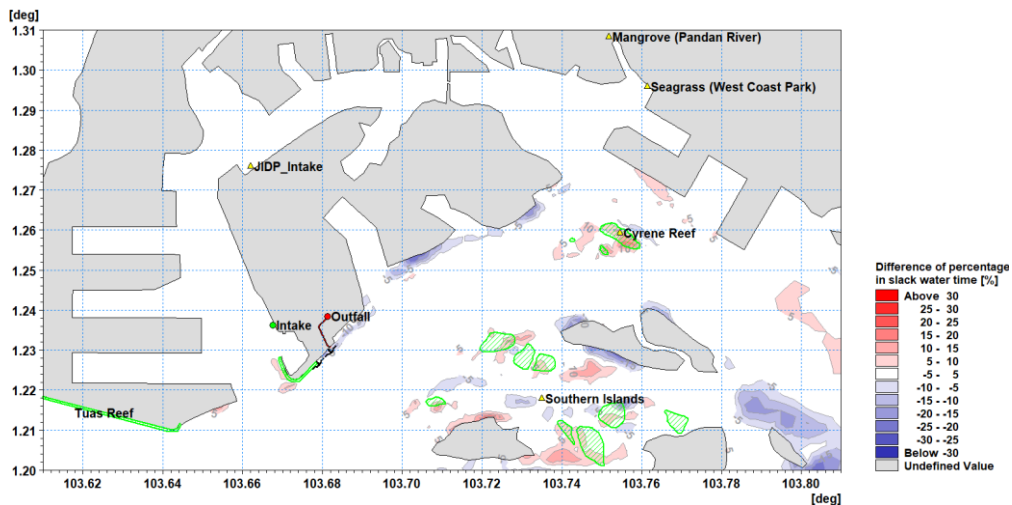 [deg]
1.31
1.30
1.29
1.28
1.27
1.26
1.25
1.24
1.23
1.22
1.21
1.20
Mangrove (Pandan River)
Seagrass (West Coast Park)
JIDP_Intake
Cyrene Reef
Outfall
Intake
Southern Islands
Tuas Reef
103.62 103.64 103.66 103.68 103.70 103.72 103.74 103.76 103.78 103.80
[deg]
Difference of percentage
in slack water time [%]
Above 30
25 - 30
20 - 25
15 - 20
10 - 15
5 - 10
-5 - 5
-10 - -5
-15 - -10
-20 - -15
-25 - -20
-30 - -25
Below -30
Undefined Value